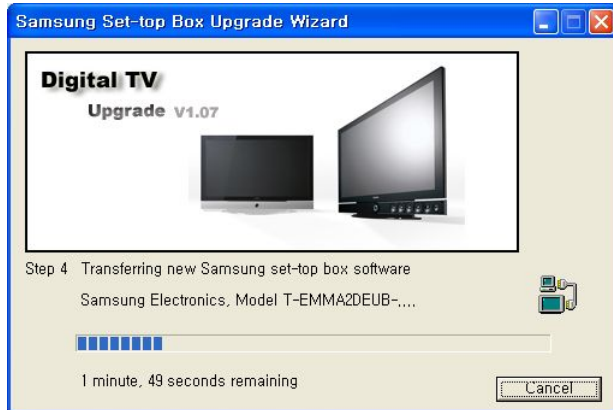 Samsung Set-top Box Upgrade Wizard
Digital TV
Upgrade V1.07
Step 4 Transferring new Samsung set-top box software
Samsung Electronics, Model T-EMMA2DEUB-,...
1 minute, 49 seconds remaining
Cancel